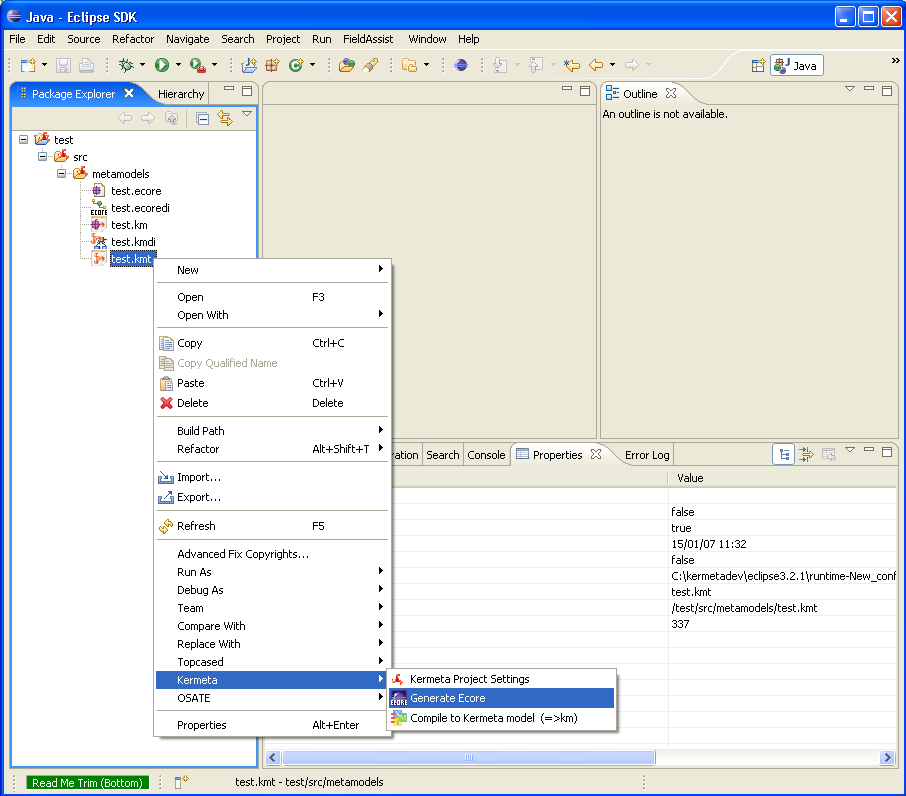 Java - Eclipse SDK
File Edit Source Refactor Navigate Search Project Run FieldAssist Window Help
Java
Package Explorer Hierarchy
Outline
An outline is not available.
test
src
metamodels
test.ecore
ECORE
test.ecoredi
test.km
test.kmdi
test.kmt
New
Open F3
Open With
Copy Ctrl+C
Copy Qualified Name
Paste Ctrl+V
Delete Delete
Build Path
Refactor Alt+Shift+T
Import...
Export...
Refresh F5
Advanced Fix Copyrights...
Run As
Debug As
Team
Compare With
Replace With
Topcased
Kermeta
OSATE
Properties Alt+Enter
Kermeta Project Settings
ECORE Generate Ecore
Compile to Kermeta model (=>km)
ration Search Console Properties Error Log
Value
false
true
15/01/07 11:32
false
C:\kermetadev\eclipse3.2.1\runtime-New_conf
test.kmt
/test/src/metamodels/test.kmt
337
Read Me Trim (Bottom)
test.kmt - test/src/metamodels